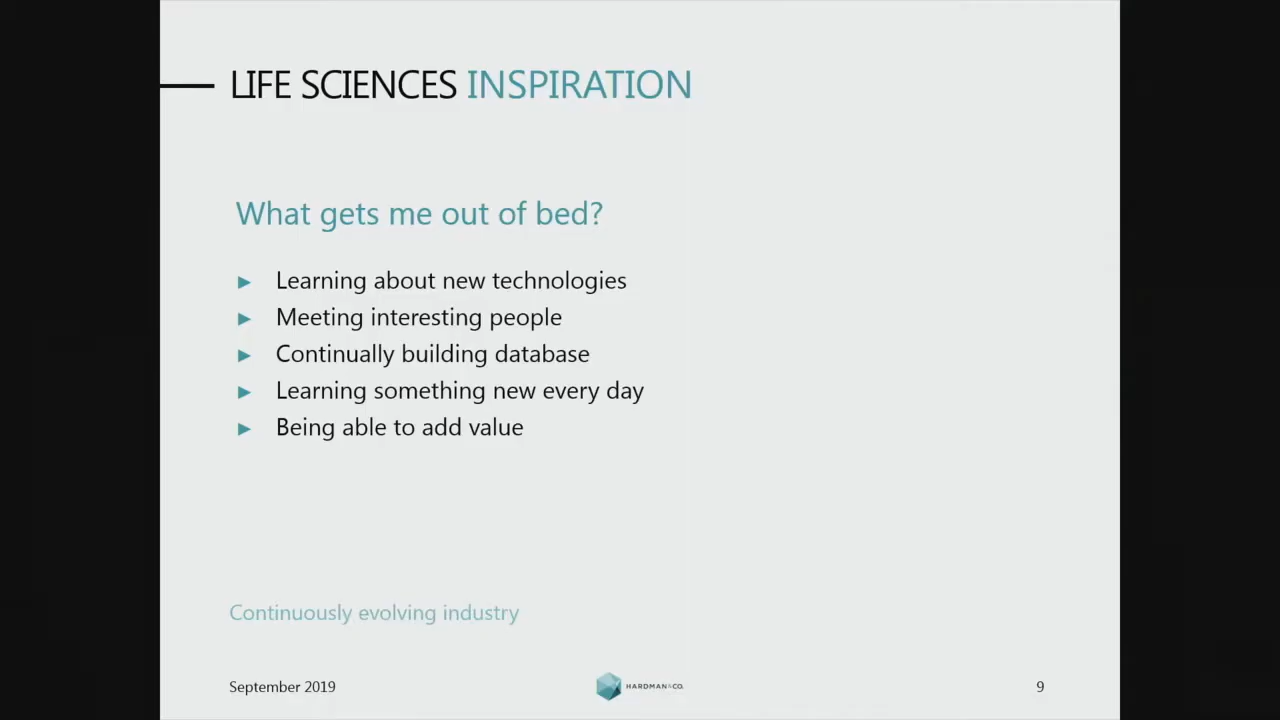 LIFE SCIENCES INSPIRATION
What gets me out of bed?
► Learning about new technologies
► Meeting interesting people
► Continually building database
► Learning something new every day
► Being able to add value
Continuously evolving industry
September 2019
HARDMAN&CO.
9